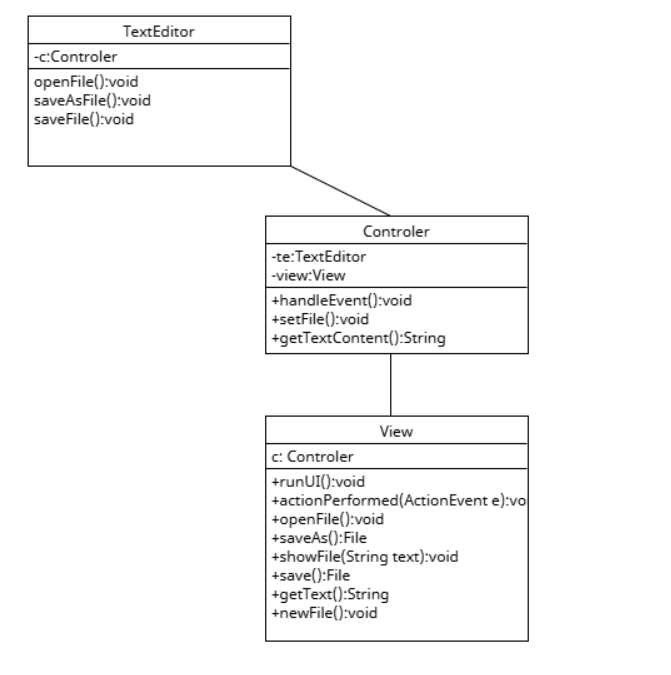 TextEditor
-c:Controler
openFile():void
saveAsFile():void
saveFile():void
Controler
-te:TextEditor
-view:View
+handleEvent():void
+setFile():void
+getTextContent():String
View
c: Controler
+runUI():void
+actionPerformed(ActionEvent e):vo
+openFile():void
+saveAs():File
+showFile(String text):void
+save():File
+getText():String
+newFile():void